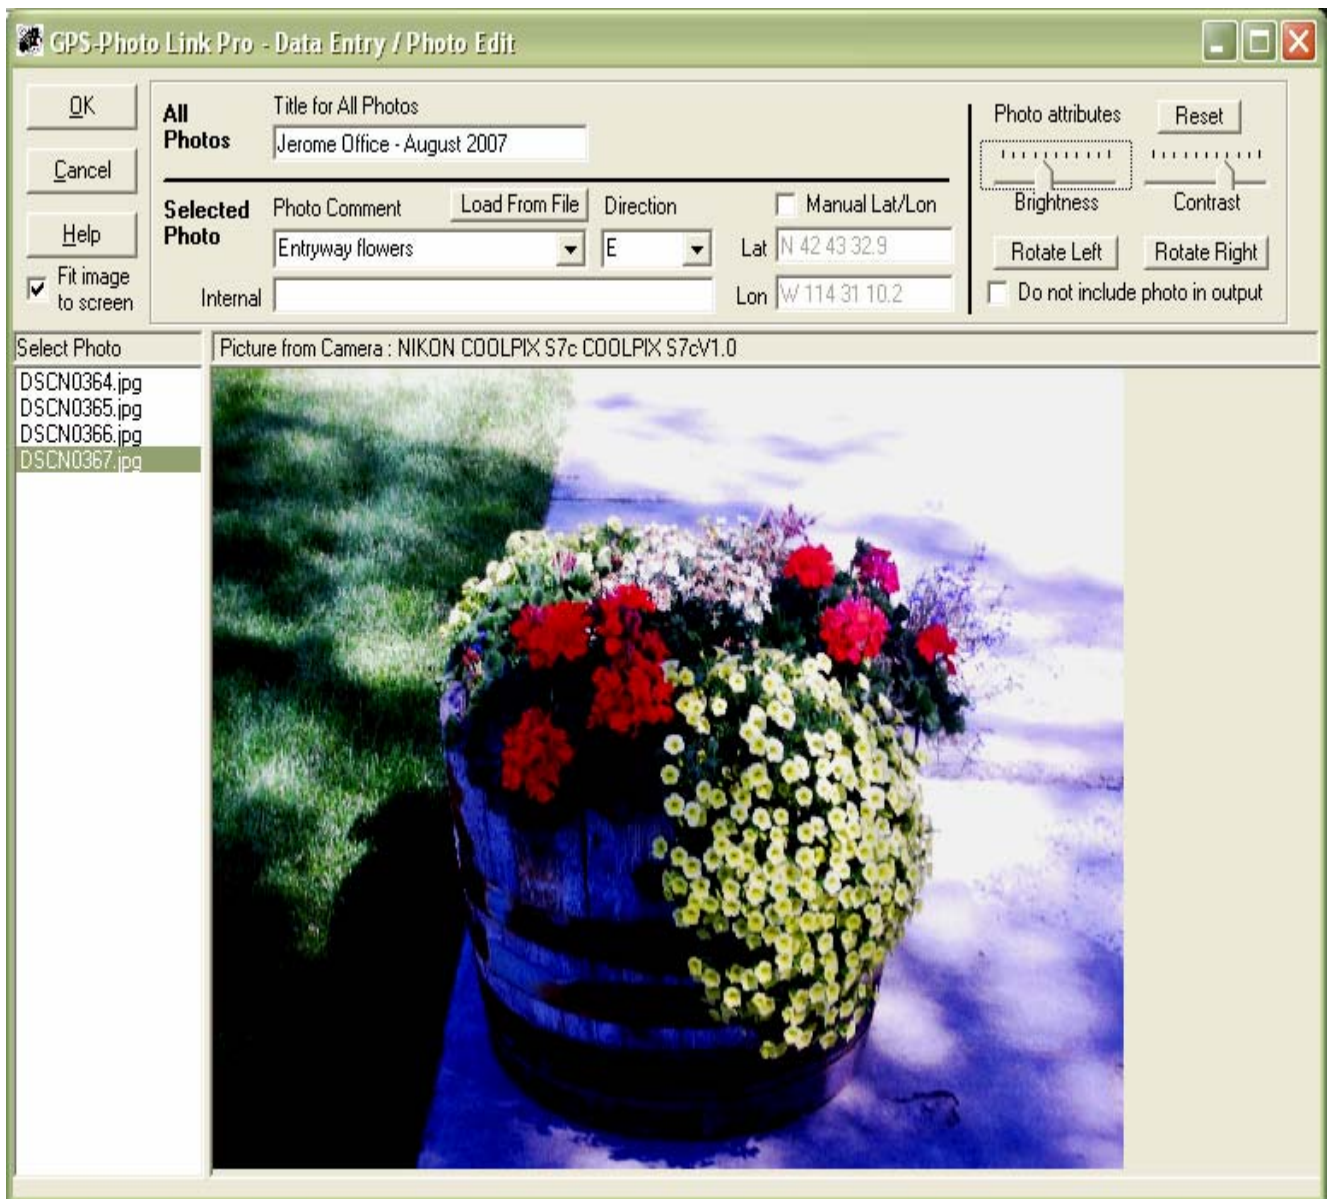 GPS-Photo Link Pro - Data Entry / Photo Edit
OK
Cancel
Help
Fit image
to screen
All
Photos
Title for All Photos
Jerome Office - August 2007
Selected
Photo
Photo Comment
Load From File
Direction
Entryway flowers
E
Internal
Manual Lat/Lon
Lat N 42 43 32.9
Lon W 114 31 10.2
Photo attributes
Reset
Brightness
Contrast
Rotate Left
Rotate Right
Do not include photo in output
Select Photo
Picture from Camera : NIKON COOLPIX S7c COOLPIX S7cV1.0
DSCN0364.jpg
DSCN0365.jpg
DSCN0366.jpg
DSCN0367.jpg